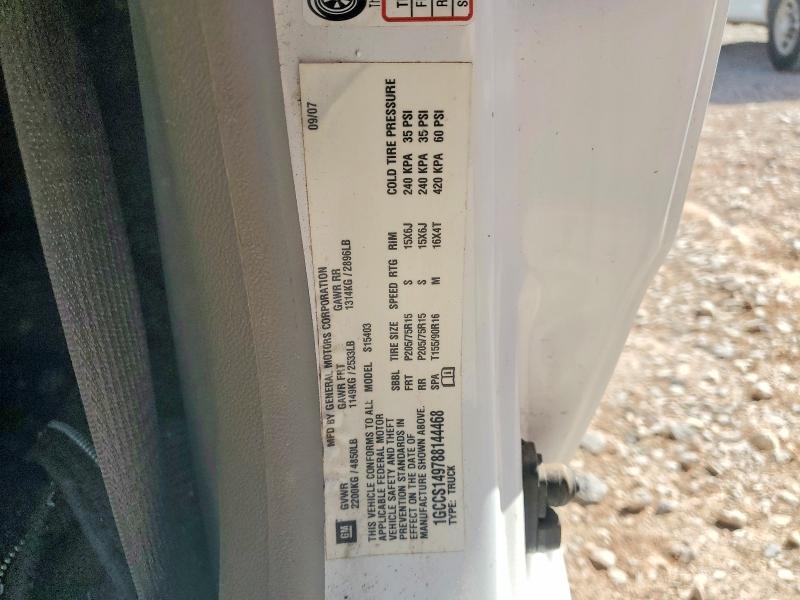 09/07
MFD BY GENERAL MOTORS CORPORATION
GM GVWR GAWR FRT GAWR RR
2200KG / 4850LB 1149KG / 2533LB 1314KG / 2896LB
THIS VEHICLE CONFORMS TO ALL
APPLICABLE FEDERAL MOTOR
VEHICLE SAFETY AND THEFT
PREVENTION STANDARDS IN
EFFECT ON THE DATE OF
MANUFACTURE SHOWN ABOVE.
1GCCS149788144468
TYPE: TRUCK
MODEL S15403
SBBL TIRE SIZE SPEED RTG RIM COLD TIRE PRESSURE
FRT P205/75R15 S 15X6J 240 KPA 35 PSI
RR P205/75R15 S 15X6J 240 KPA 35 PSI
SPA T155/90R16 M 16X4T 420 KPA 60 PSI